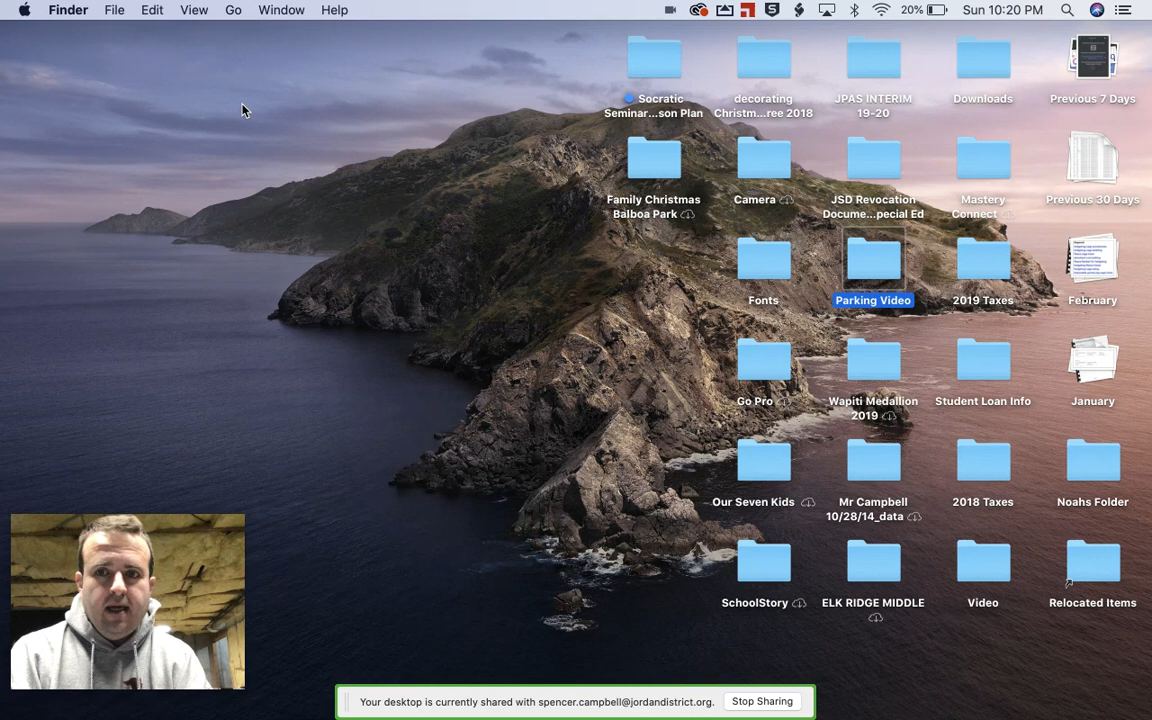 Finder File Edit View Go Window Help
20% Sun 10:20 PM
Socratic
Seminar...son Plan
decorating
Christm...ree 2018
JPAS INTERIM
19-20
Downloads
Previous 7 Days
Family Christmas
Balboa Park
Camera
JSD Revocation
Docume...pecial Ed
Mastery
Connect
Previous 30 Days
Fonts
Parking Video
2019 Taxes
February
Go Pro
Wapiti Medallion
2019
Student Loan Info
January
Our Seven Kids
Mr Campbell
10/28/14_data
2018 Taxes
Noahs Folder
SchoolStory
ELK RIDGE MIDDLE
Video
Relocated Items
Your desktop is currently shared with spencer.campbell@jordandistrict.org. Stop Sharing